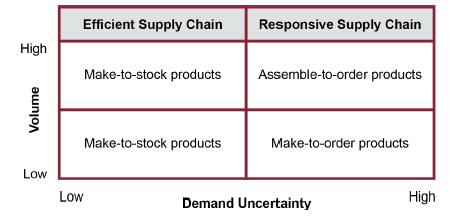 Efficient Supply Chain
Responsive Supply Chain
High
Make-to-stock products
Assemble-to-order products
Volume
Make-to-stock products
Make-to-order products
Low
Low
High
Demand Uncertainty